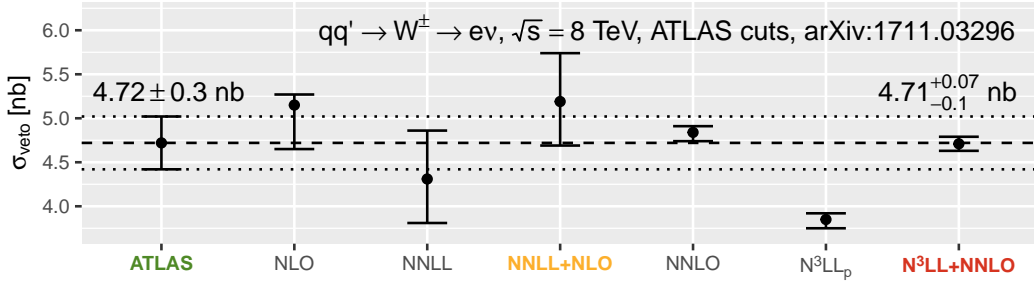 qq' → W± → eν, √s = 8 TeV, ATLAS cuts, arXiv:1711.03296
4.72 ± 0.3 nb
4.71 +0.07 −0.1 nb
σveto [nb]
6.0
5.5
5.0
4.5
4.0
ATLAS NLO NNLL NNLL+NLO NNLO N³LLₚ N³LL+NNLO